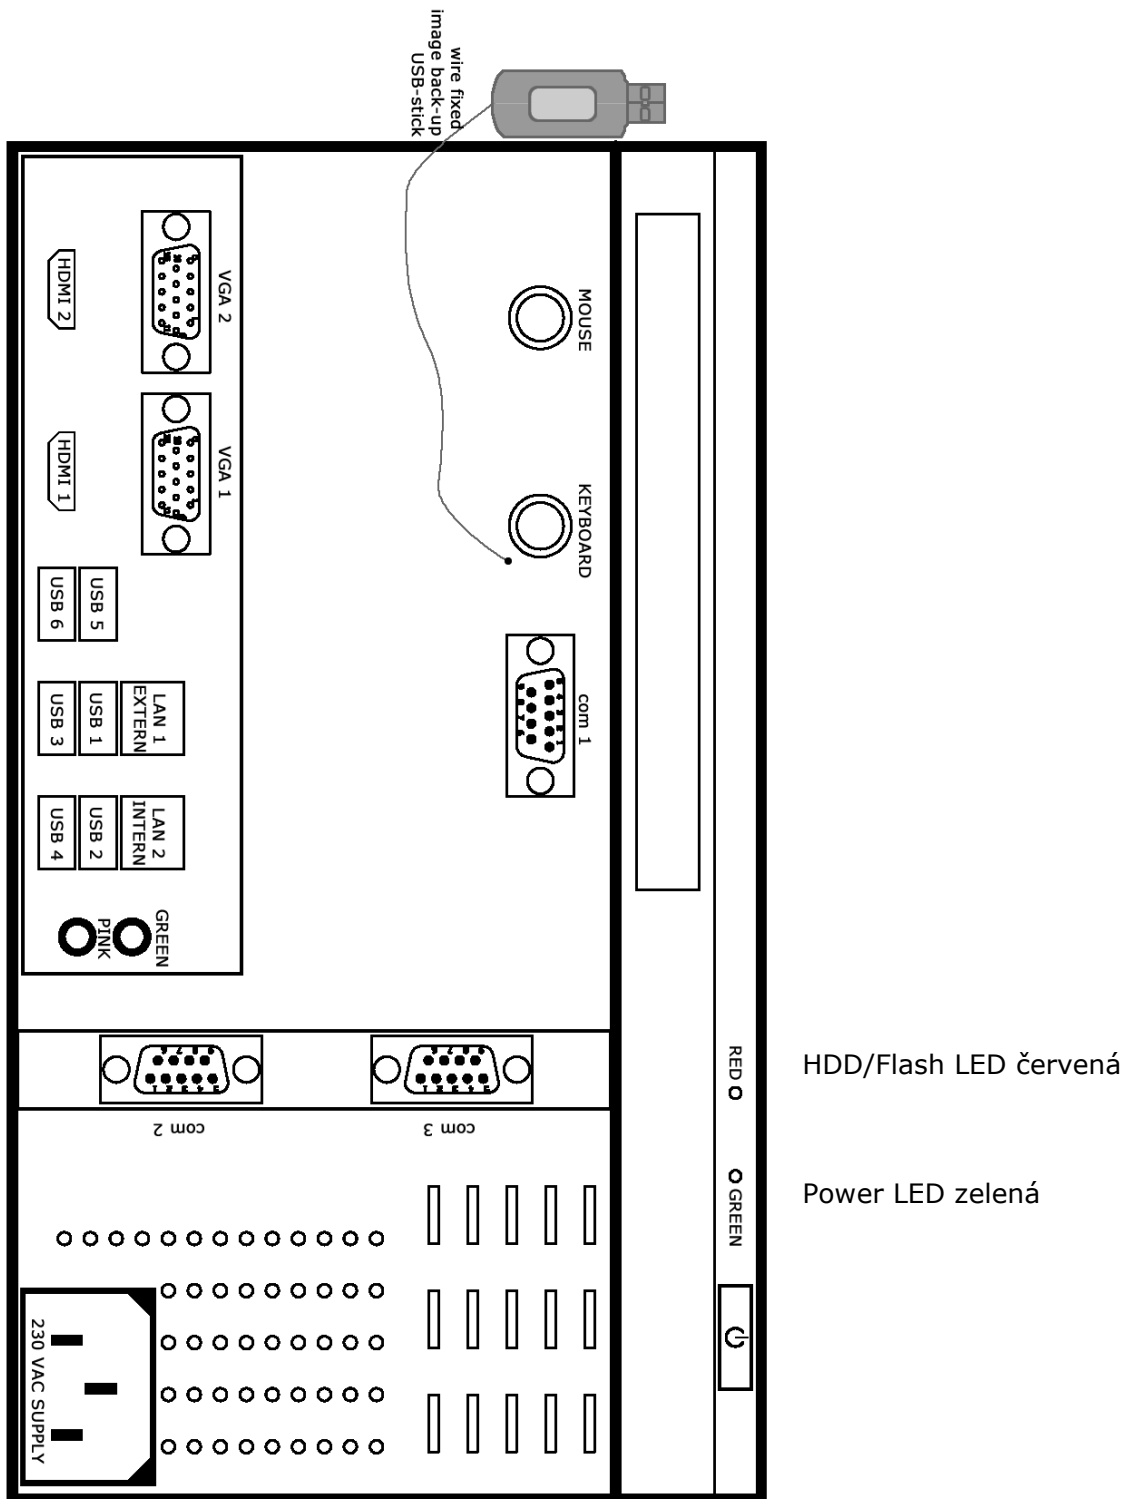 wire fixed
image back-up
USB-stick
MOUSE
KEYBOARD
VGA 2
VGA 1
HDMI 2
HDMI 1
USB 5
USB 6
LAN 1
EXTERN
USB 1
USB 3
LAN 2
INTERN
USB 2
USB 4
GREEN
PINK
com 1
com 2
com 3
RED
HDD/Flash LED červená
GREEN
Power LED zelená
230 VAC SUPPLY